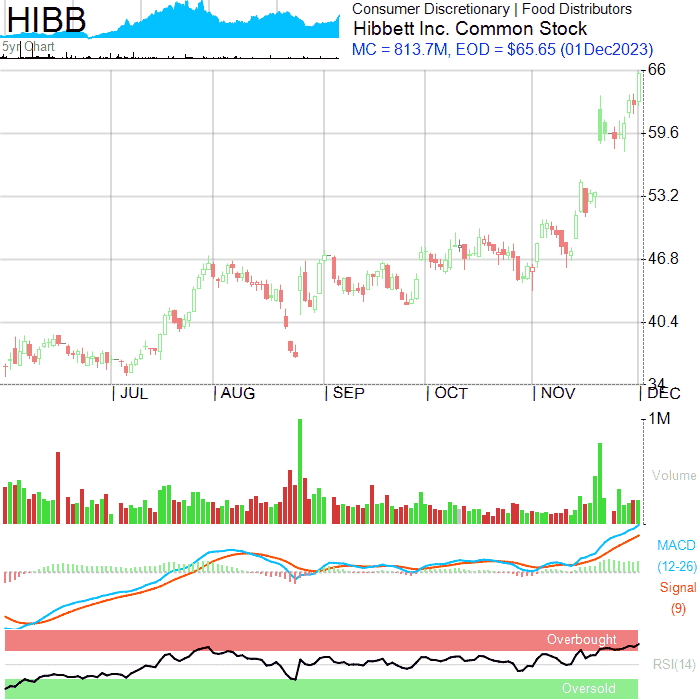 HIBB
5yr Chart
Consumer Discretionary | Food Distributors
Hibbett Inc. Common Stock
MC = 813.7M, EOD = $65.65 (01Dec2023)
66
59.6
53.2
46.8
40.4
34
| JUL | AUG | SEP | OCT | NOV | DEC
1M
Volume
MACD
(12-26)
Signal
(9)
Overbought
RSI(14)
Oversold